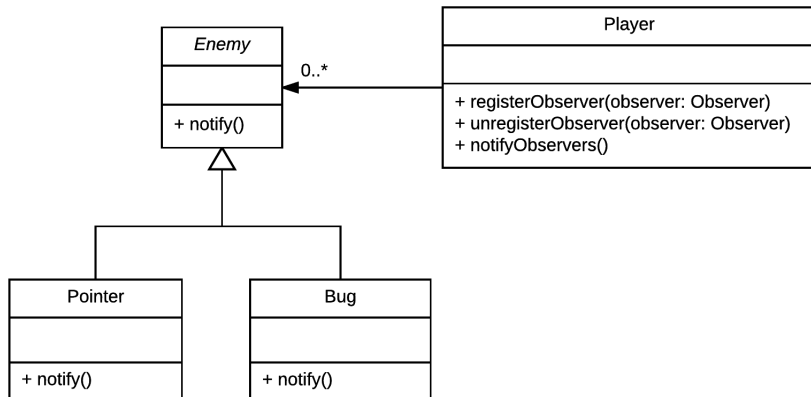 Enemy
+ notify()
0..*
Player
+ registerObserver(observer: Observer)
+ unregisterObserver(observer: Observer)
+ notifyObservers()
Pointer
+ notify()
Bug
+ notify()